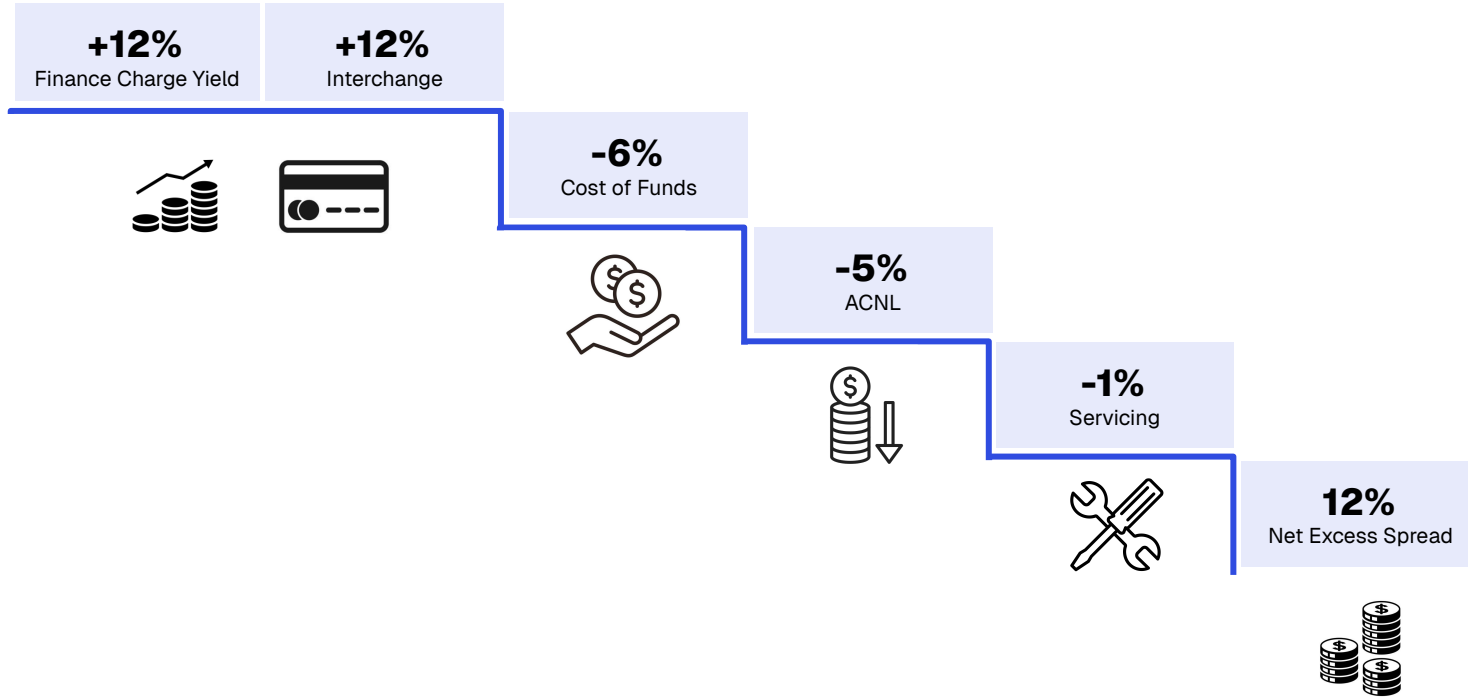 +12%
Finance Charge Yield
+12%
Interchange
-6%
Cost of Funds
-5%
ACNL
-1%
Servicing
12%
Net Excess Spread
$
$
$
$
$
$